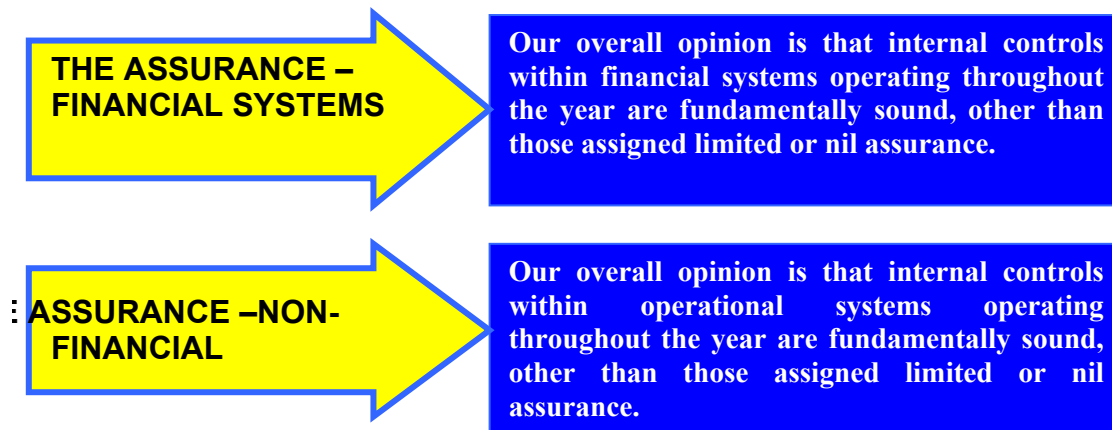 THE ASSURANCE –
FINANCIAL SYSTEMS
Our overall opinion is that internal controls
within financial systems operating throughout
the year are fundamentally sound, other than
those assigned limited or nil assurance.
ASSURANCE –NON-
FINANCIAL
Our overall opinion is that internal controls
within operational systems operating
throughout the year are fundamentally sound,
other than those assigned limited or nil
assurance.